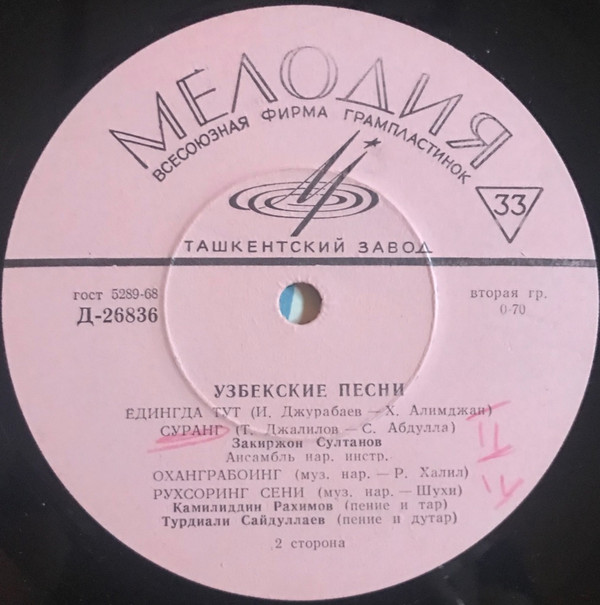 МЕЛОДИЯ
ВСЕСОЮЗНАЯ ФИРМА ГРАМПЛАСТИНОК
33
ТАШКЕНТСКИЙ ЗАВОД
гост 5289-68
Д-26836
вторая гр.
0-70
УЗБЕКСКИЕ ПЕСНИ
ЕДИНГДА ТУТ (И. Джурабаев — Х. Алимджан)
СУРАНГ (Т. Джалилов — С. Абдулла)
Закиржон Султанов
Ансамбль нар. инстр.
ОХАНГРАБОИНГ (муз. нар. — Р. Халил)
РУХСОРИНГ СЕНИ (муз. нар. — Шухи)
Камилиддин Рахимов (пение и тар)
Турдиали Сайдуллаев (пение и дутар)
2 сторона